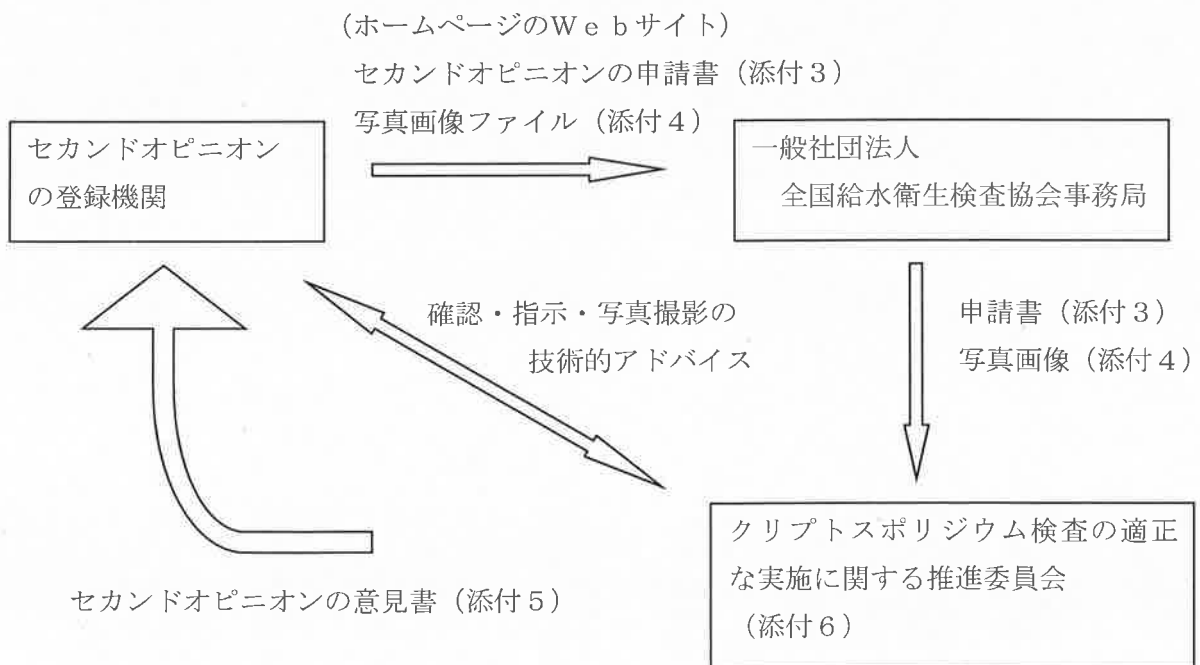 (ホームページのWebサイト)
セカンドオピニオンの申請書(添付3)
写真画像ファイル(添付4)
セカンドオピニオン
の登録機関
一般社団法人
全国給水衛生検査協会事務局
確認・指示・写真撮影の
技術的アドバイス
申請書(添付3)
写真画像(添付4)
クリプトスポリジウム検査の適正
な実施に関する推進委員会
(添付6)
セカンドオピニオンの意見書(添付5)